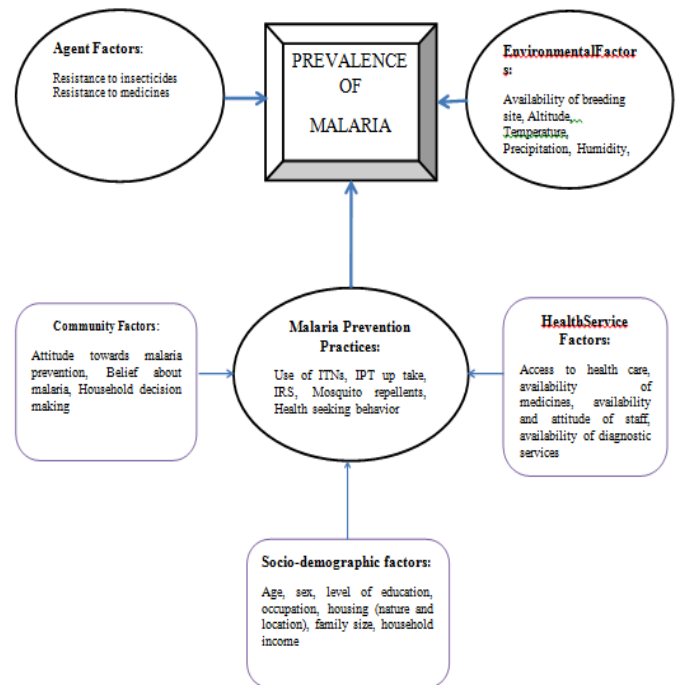 Agent Factors:
Resistance to insecticides
Resistance to medicines
PREVALENCE
OF
MALARIA
EnvironmentalFactor
s:
Availability of breeding
site, Altitude,
Temperature,
Precipitation, Humidity,
Community Factors:
Attitude towards malaria
prevention, Belief about
malaria, Household decision
making
Malaria Prevention
Practices:
Use of ITNs, IPT up take,
IRS, Mosquito repellents,
Health seeking behavior
HealthService
Factors:
Access to health care,
availability of
medicines, availability
and attitude of staff,
availability of diagnostic
services
Socio-demographic factors:
Age, sex, level of education,
occupation, housing (nature and
location), family size, household
income